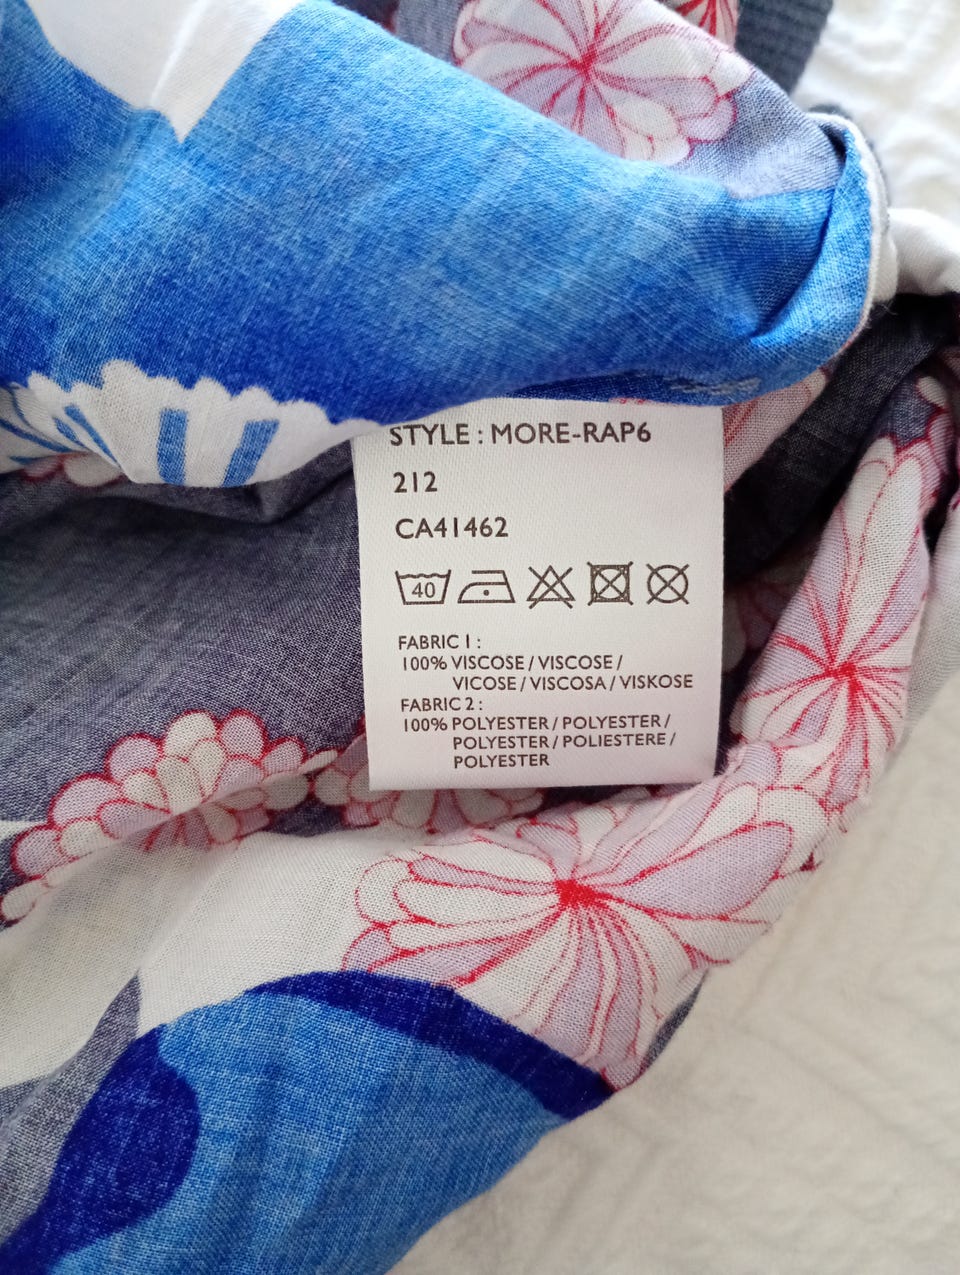 STYLE : MORE-RAP6
212
CA41462
40
FABRIC 1 :
100% VISCOSE / VISCOSE /
VICOSE / VISCOSA / VISKOSE
FABRIC 2 :
100% POLYESTER / POLYESTER /
POLYESTER / POLIESTERE /
POLYESTER